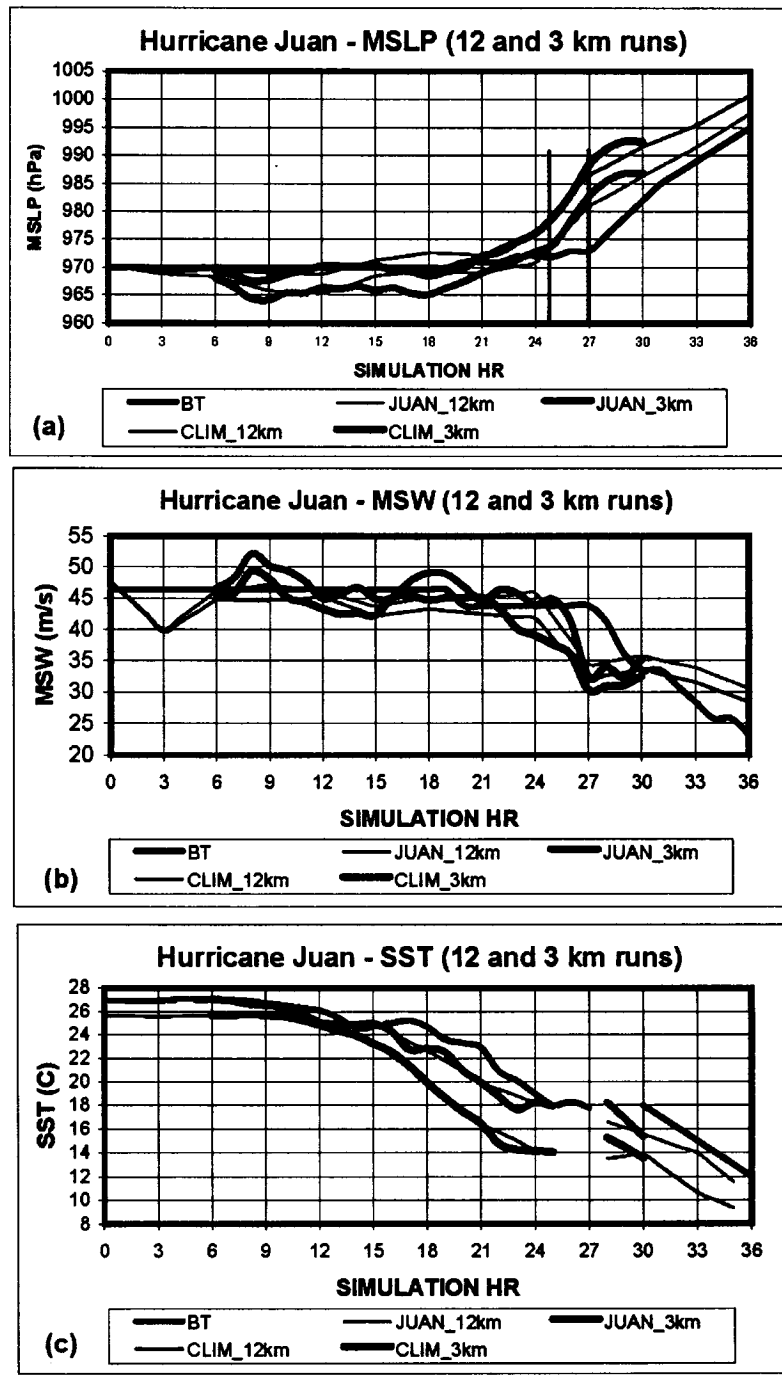 Hurricane Juan - MSLP (12 and 3 km runs)
1005
1000
995
990
985
980
975
970
965
960
MSLP (hPa)
0 3 6 9 12 15 18 21 24 27 30 33 36
SIMULATION HR
BT JUAN_12km JUAN_3km
CLIM_12km CLIM_3km
(a)
Hurricane Juan - MSW (12 and 3 km runs)
55
50
45
40
35
30
25
20
MSW (m/s)
0 3 6 9 12 15 18 21 24 27 30 33 36
SIMULATION HR
BT JUAN_12km JUAN_3km
CLIM_12km CLIM_3km
(b)
Hurricane Juan - SST (12 and 3 km runs)
28
26
24
22
20
18
16
14
12
10
8
SST (C)
0 3 6 9 12 15 18 21 24 27 30 33 36
SIMULATION HR
BT JUAN_12km JUAN_3km
CLIM_12km CLIM_3km
(c)